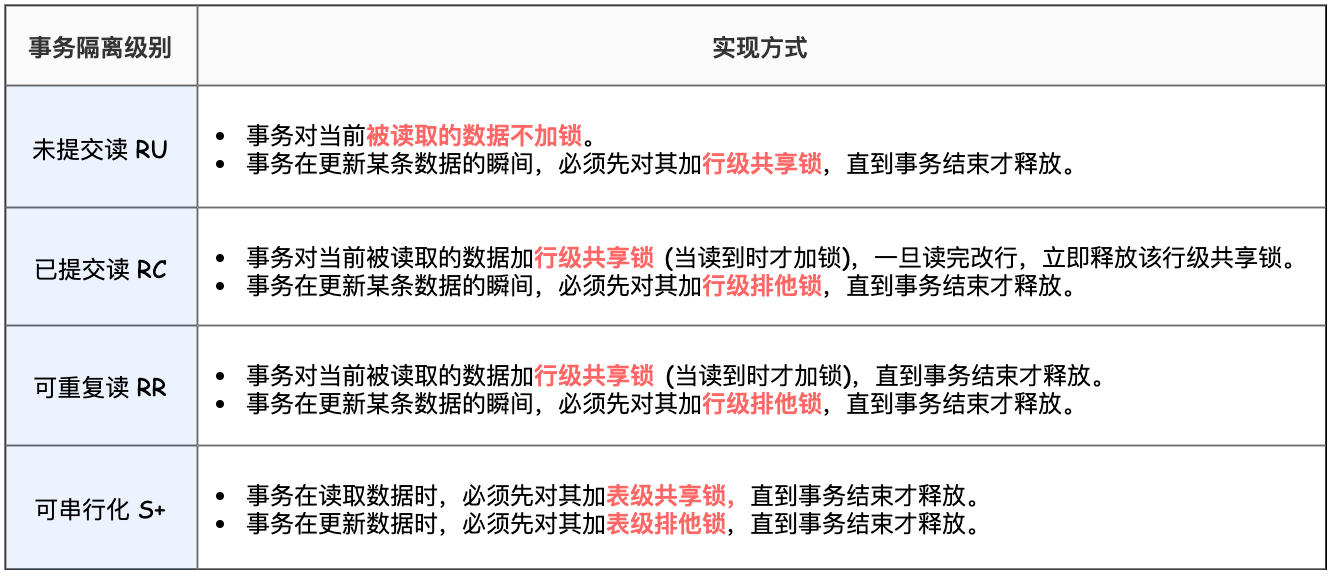 事务隔离级别
实现方式
未提交读 RU
• 事务对当前被读取的数据不加锁。
• 事务在更新某条数据的瞬间，必须先对其加行级共享锁，直到事务结束才释放。
已提交读 RC
• 事务对当前被读取的数据加行级共享锁 (当读到时才加锁)，一旦读完改行，立即释放该行级共享锁。
• 事务在更新某条数据的瞬间，必须先对其加行级排他锁，直到事务结束才释放。
可重复读 RR
• 事务对当前被读取的数据加行级共享锁 (当读到时才加锁)，直到事务结束才释放。
• 事务在更新某条数据的瞬间，必须先对其加行级排他锁，直到事务结束才释放。
可串行化 S+
• 事务在读取数据时，必须先对其加表级共享锁，直到事务结束才释放。
• 事务在更新数据时，必须先对其加表级排他锁，直到事务结束才释放。